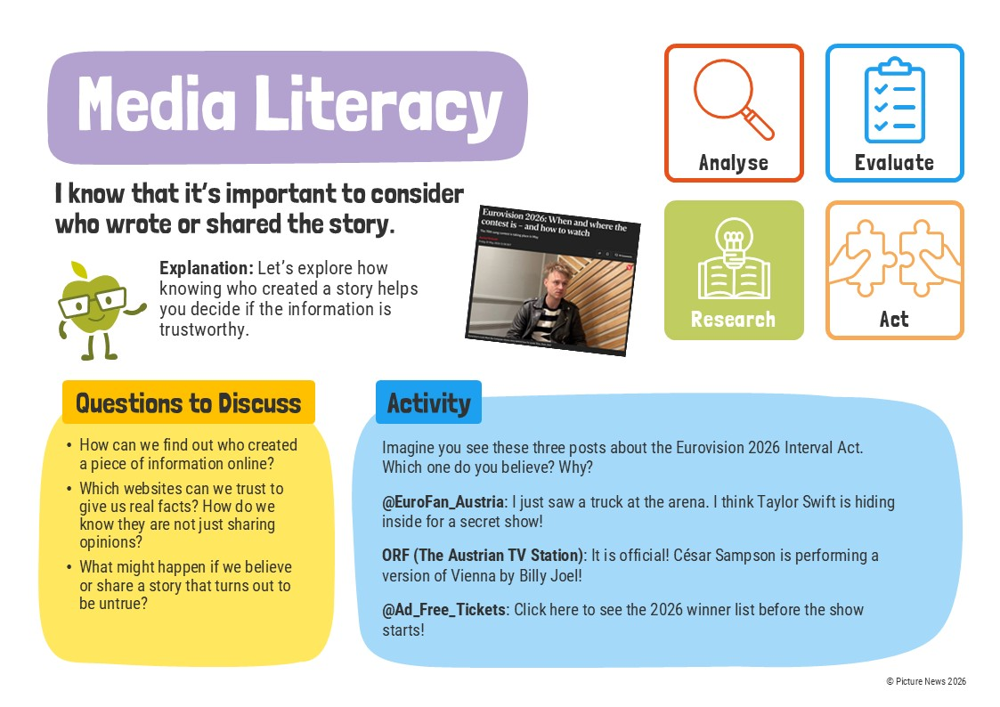 Media Literacy
Analyse
Evaluate
I know that it's important to consider
who wrote or shared the story.
Eurovision 2026: When and where the
contest is – and how to watch
Research
Act
Explanation: Let's explore how
knowing who created a story helps
you decide if the information is
trustworthy.
Questions to Discuss
• How can we find out who created
a piece of information online?
• Which websites can we trust to
give us real facts? How do we
know they are not just sharing
opinions?
• What might happen if we believe
or share a story that turns out to
be untrue?
Activity
Imagine you see these three posts about the Eurovision 2026 Interval Act.
Which one do you believe? Why?
@EuroFan_Austria: I just saw a truck at the arena. I think Taylor Swift is hiding
inside for a secret show!
ORF (The Austrian TV Station): It is official! César Sampson is performing a
version of Vienna by Billy Joel!
@Ad_Free_Tickets: Click here to see the 2026 winner list before the show
starts!
© Picture News 2026